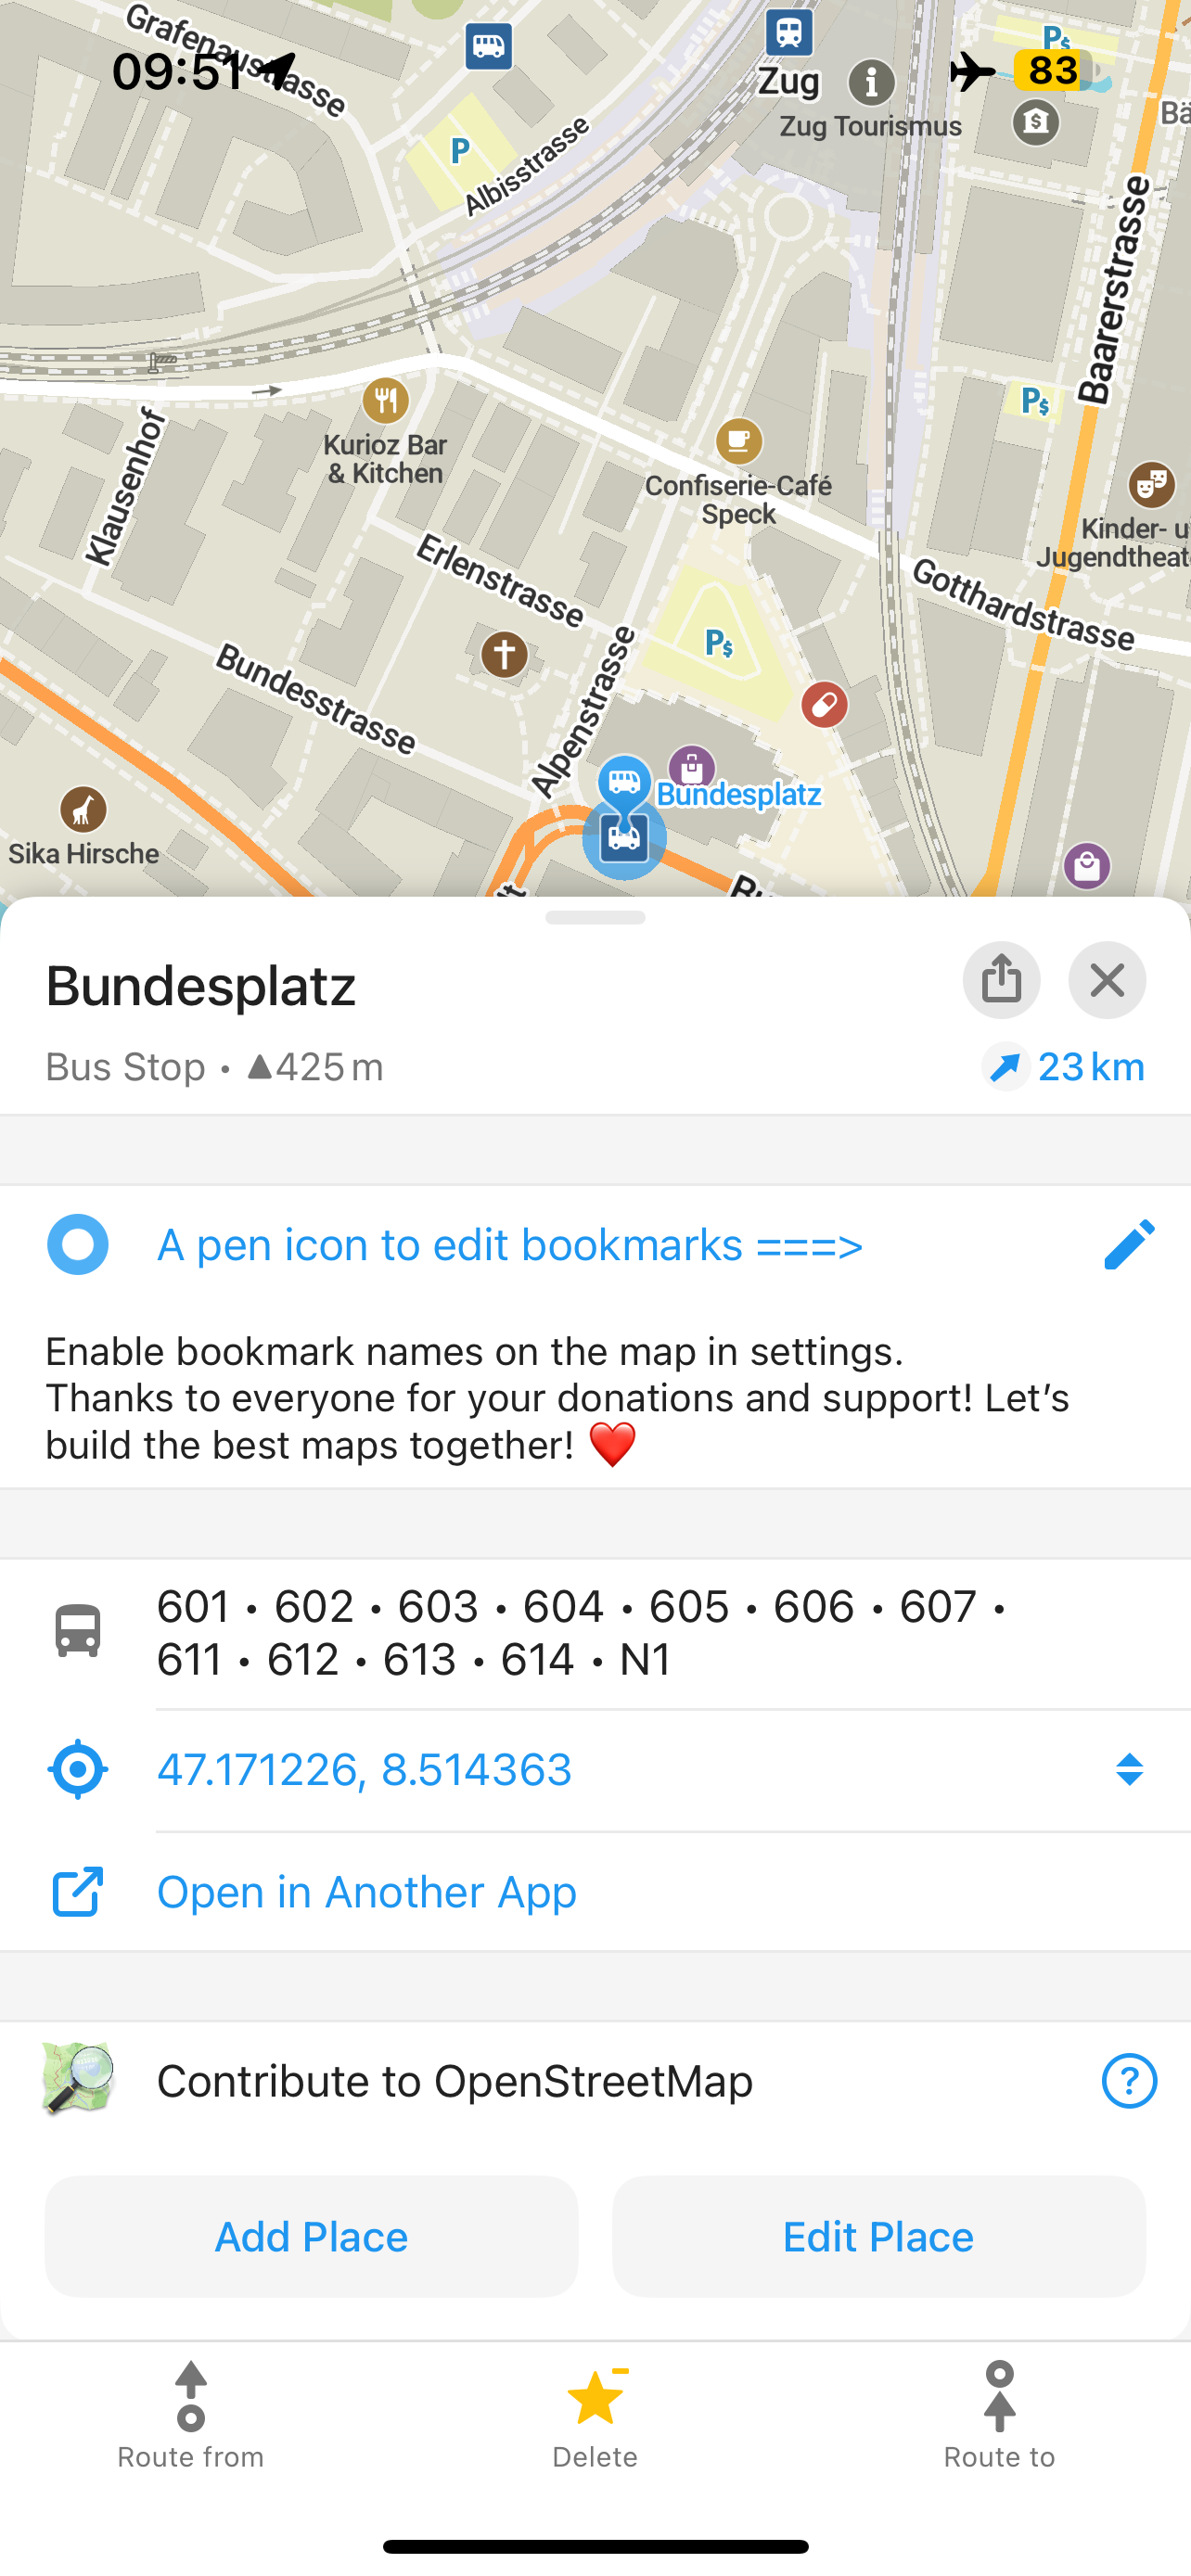 Grafenaustrasse
09:51
Zug
P$
83
Zug Tourismus
Bä
P
Albisstrasse
Baarerstrasse
P$
Klausenhof
Kurioz Bar
& Kitchen
Confiserie-Café
Speck
Kinder- u
Jugendtheat
Erlenstrasse
Gotthardstrasse
P$
Bundesstrasse
Alpenstrasse
Bundesplatz
Sika Hirsche
Bundesplatz
Bus Stop • ▲425 m
23 km
A pen icon to edit bookmarks ===>
Enable bookmark names on the map in settings.
Thanks to everyone for your donations and support! Let’s
build the best maps together! ❤️
601 • 602 • 603 • 604 • 605 • 606 • 607 •
611 • 612 • 613 • 614 • N1
47.171226, 8.514363
Open in Another App
Contribute to OpenStreetMap
?
Add Place
Edit Place
Route from
Delete
Route to